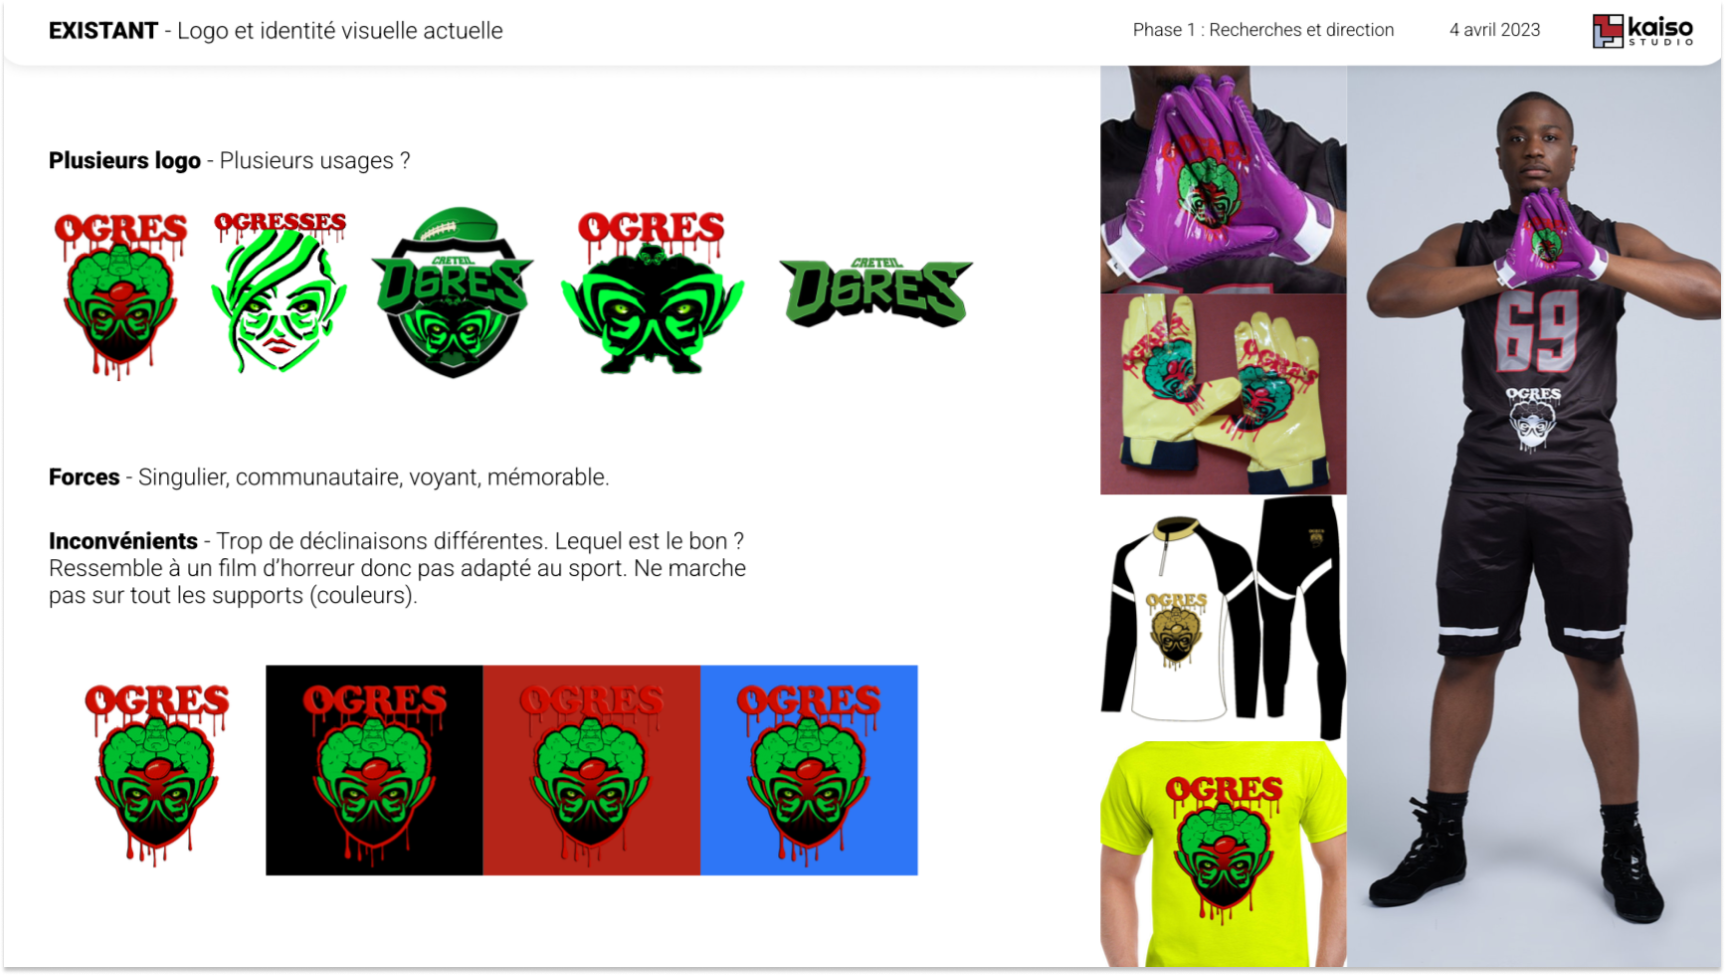 EXISTANT - Logo et identité visuelle actuelle
Phase 1 : Recherches et direction
4 avril 2023
kaiso
STUDIO
Plusieurs logo - Plusieurs usages ?
OGRES
OGRESSES
CRETEIL
OGRES
OGRES
CRETEIL
OGRES
Forces - Singulier, communautaire, voyant, mémorable.
Inconvénients - Trop de déclinaisons différentes. Lequel est le bon ?
Ressemble à un film d’horreur donc pas adapté au sport. Ne marche
pas sur tout les supports (couleurs).
OGRES
OGRES
OGRES
OGRES
OGRES
OGRES
OGRES
OGRES
OGRES
69
OGRES